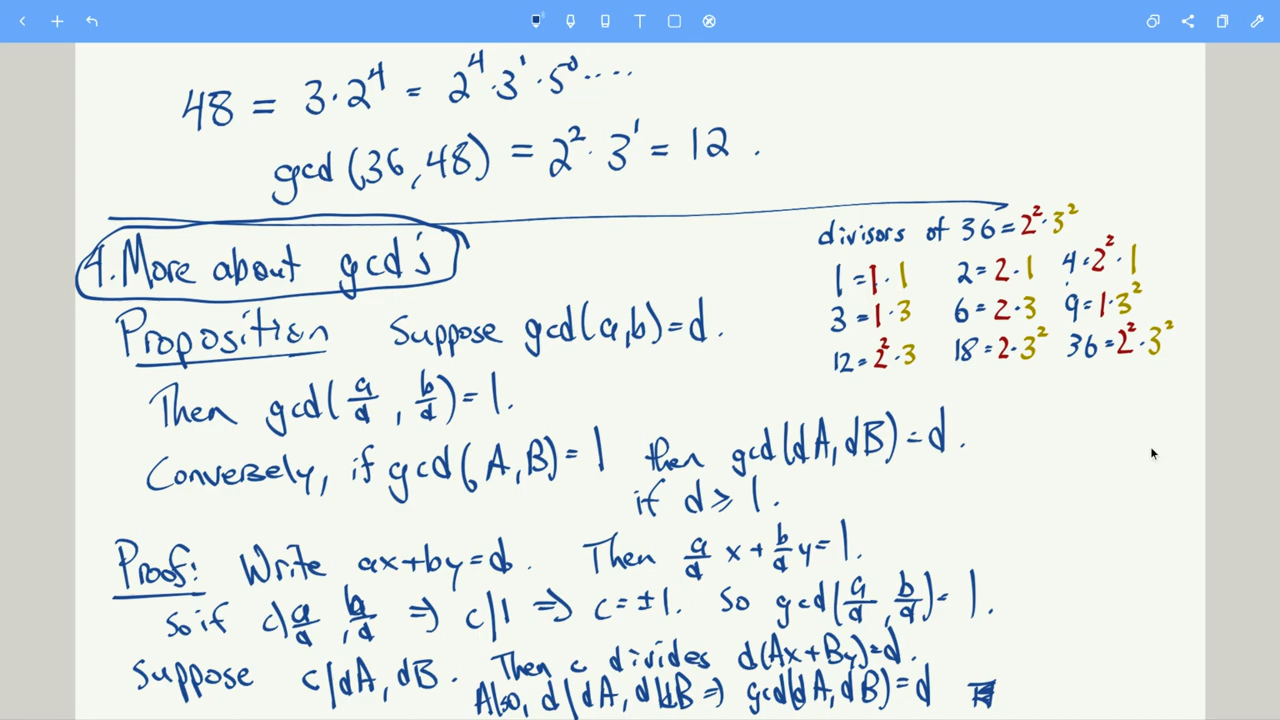 48 = 3·2⁴ = 2⁴·3¹·5⁰....
gcd(36,48) = 2²·3¹ = 12.
4. More about gcd's
Proposition Suppose gcd(a,b)=d.
Then gcd(a/d, b/d)=1.
Conversely, if gcd(A,B)=1 then gcd(dA,dB)=d.
if d≥1.
Proof: Write ax+by=d. Then a/d x + b/d y=1.
So if c|a/d, b/d ⇒ c|1 ⇒ c=±1. So gcd(a/d, b/d)=1.
Suppose c|dA, dB. Then c divides d(Ax+By)=d.
Also, d|dA, d|dB ⇒ gcd(dA,dB)=d
divisors of 36=2²·3²
1=1·1 2=2·1 4=2²·1
3=1·3 6=2·3 9=1·3²
12=2²·3 18=2·3² 36=2²·3²